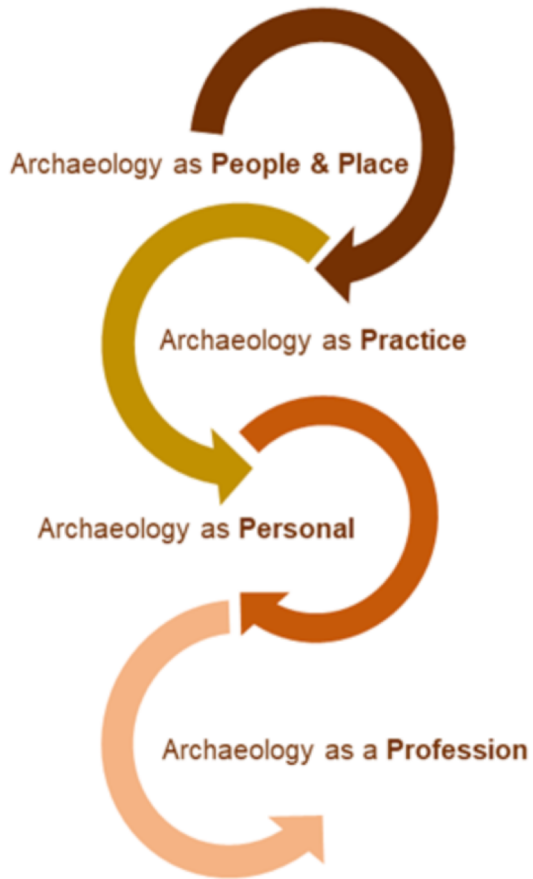 Archaeology as People & Place
Archaeology as Practice
Archaeology as Personal
Archaeology as a Profession